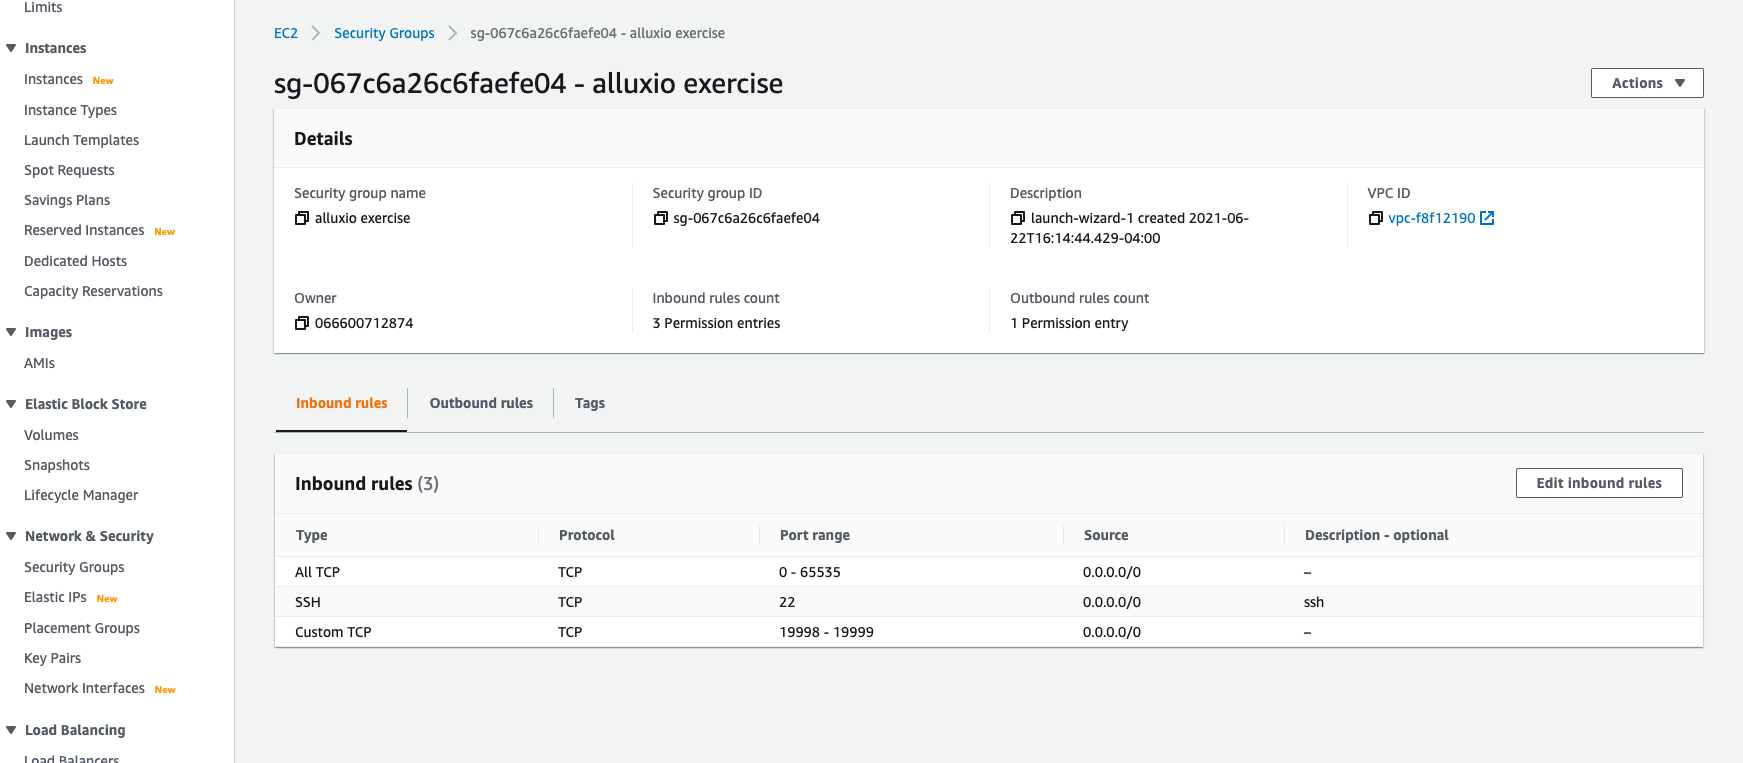 Limits
Instances
Instances New
Instance Types
Launch Templates
Spot Requests
Savings Plans
Reserved Instances New
Dedicated Hosts
Capacity Reservations
Images
AMIs
Elastic Block Store
Volumes
Snapshots
Lifecycle Manager
Network & Security
Security Groups
Elastic IPs New
Placement Groups
Key Pairs
Network Interfaces New
Load Balancing
Load Balancers
EC2 > Security Groups > sg-067c6a26c6faefe04 - alluxio exercise
sg-067c6a26c6faefe04 - alluxio exercise
Actions
Details
Security group name
alluxio exercise
Security group ID
sg-067c6a26c6faefe04
Description
launch-wizard-1 created 2021-06-
22T16:14:44.429-04:00
VPC ID
vpc-f8f12190
Owner
066600712874
Inbound rules count
3 Permission entries
Outbound rules count
1 Permission entry
Inbound rules Outbound rules Tags
Inbound rules (3)
Edit inbound rules
Type Protocol Port range Source Description - optional
All TCP TCP 0 - 65535 0.0.0.0/0 –
SSH TCP 22 0.0.0.0/0 ssh
Custom TCP TCP 19998 - 19999 0.0.0.0/0 –